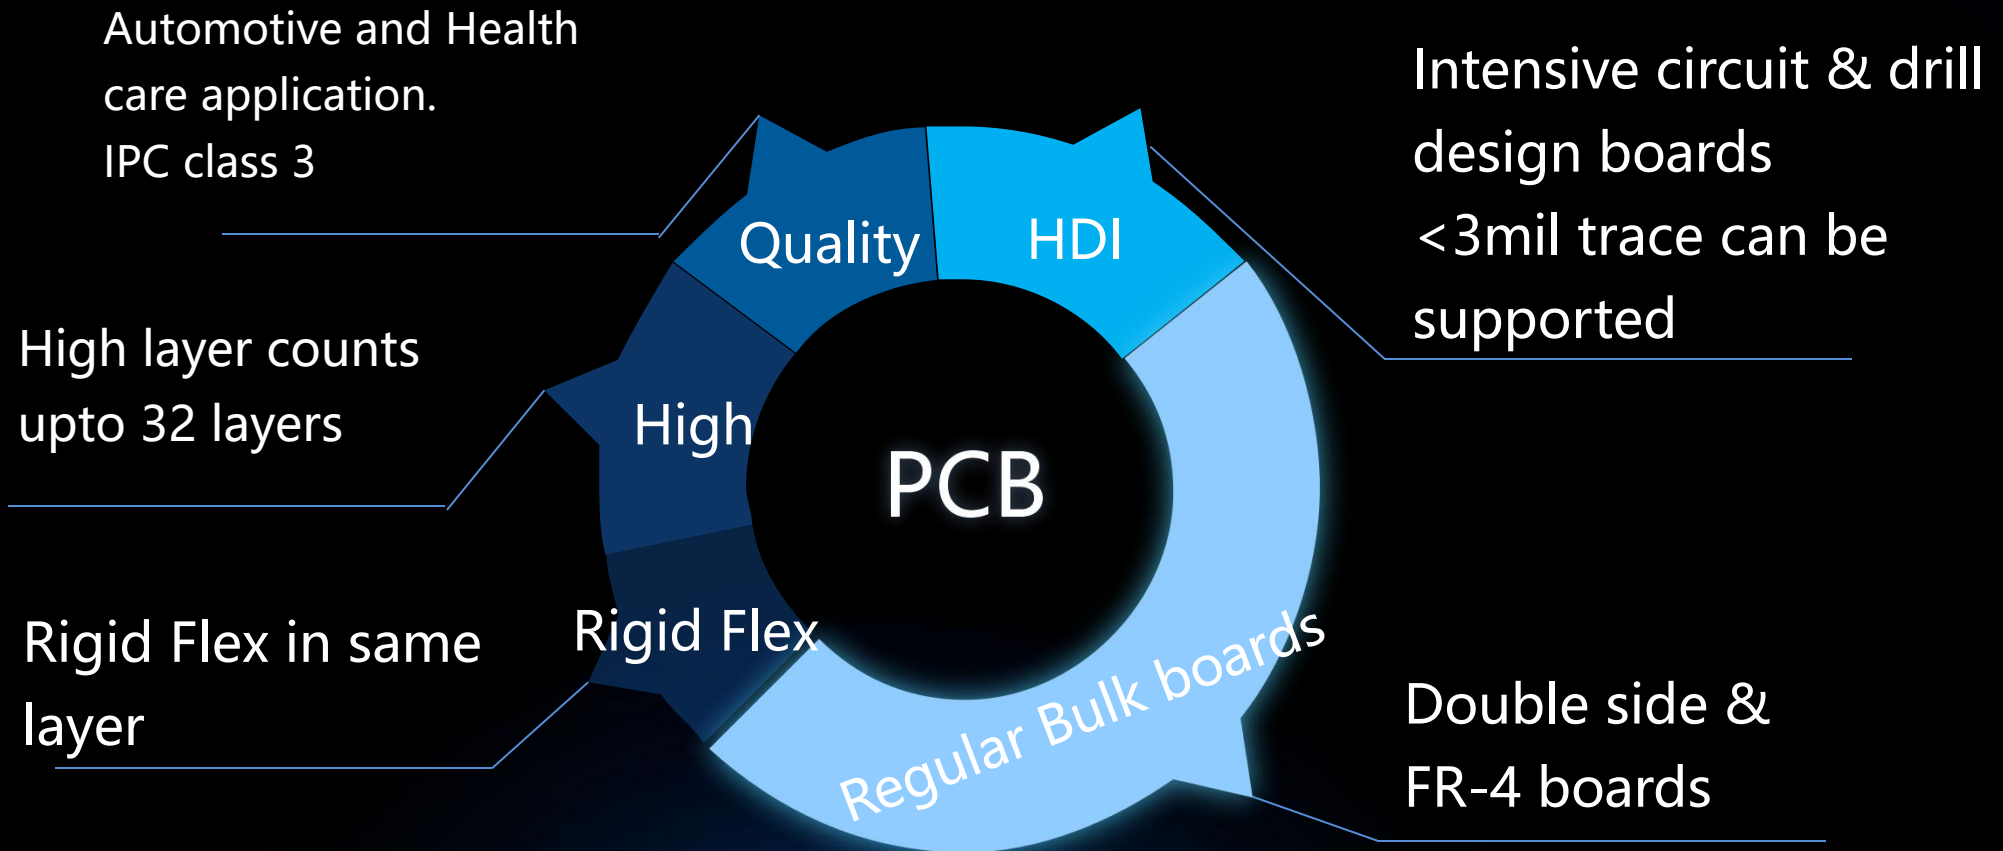 Automotive and Health
care application.
IPC class 3
Intensive circuit & drill
design boards
<3mil trace can be
supported
Quality
HDI
High layer counts
upto 32 layers
High
PCB
Rigid Flex in same
layer
Rigid Flex
Regular Bulk boards
Double side &
FR-4 boards